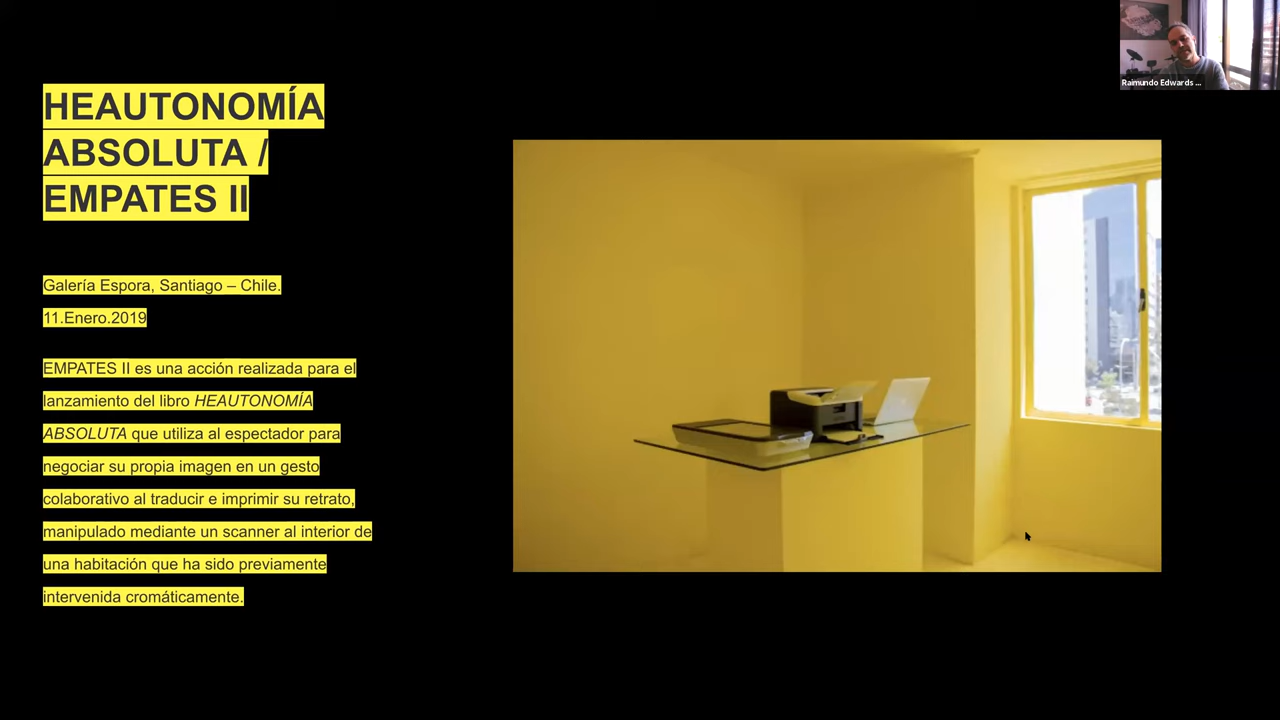 HEAUTONOMÍA
ABSOLUTA /
EMPATES II
Galería Espora, Santiago – Chile.
11.Enero.2019
EMPATES II es una acción realizada para el
lanzamiento del libro HEAUTONOMÍA
ABSOLUTA que utiliza al espectador para
negociar su propia imagen en un gesto
colaborativo al traducir e imprimir su retrato,
manipulado mediante un scanner al interior de
una habitación que ha sido previamente
intervenida cromáticamente.
Raimundo Edwards ...